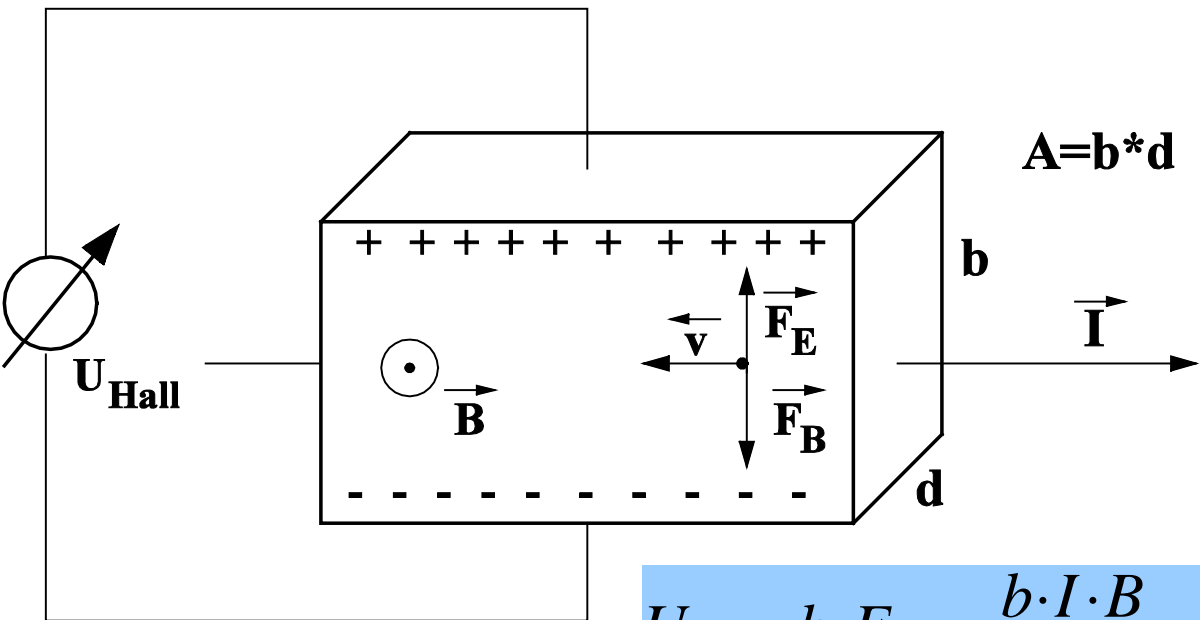 A=b*d
+ + + + + + + + + +
b
I
F_E
v
U_Hall
B
F_B
- - - - - - - - - - -
d
b·I·B